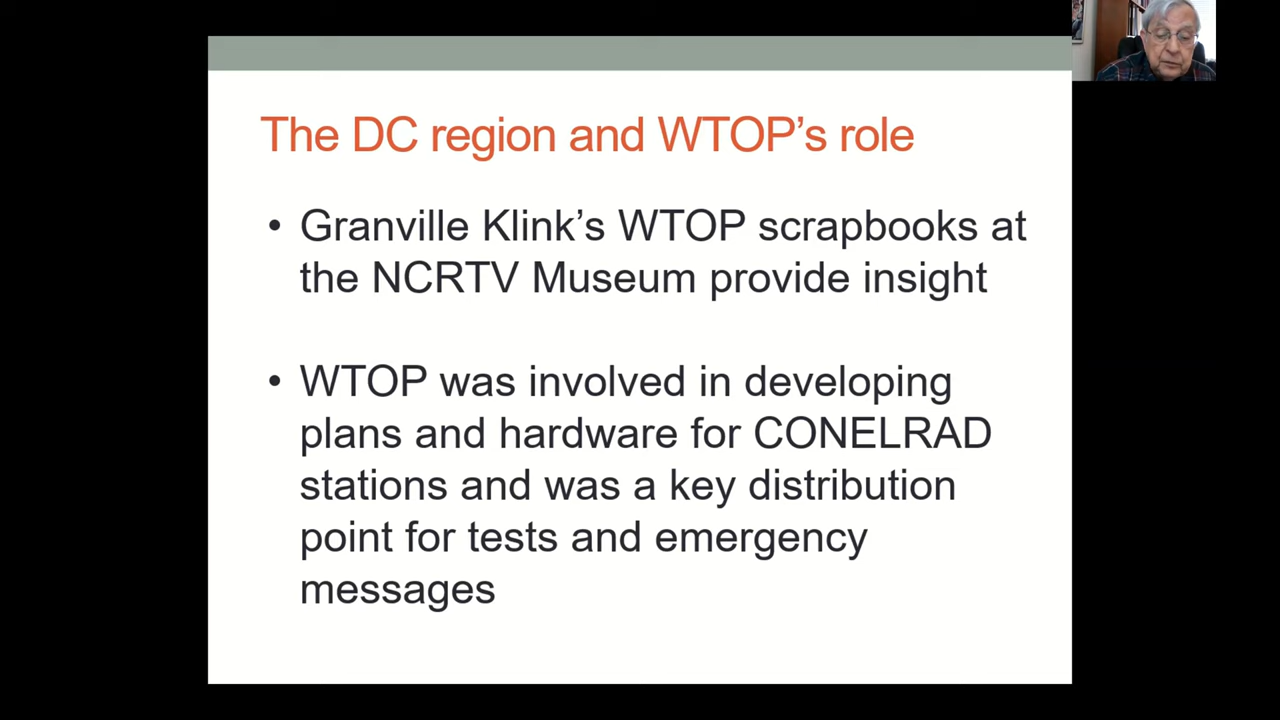 The DC region and WTOP’s role
• Granville Klink’s WTOP scrapbooks at
the NCRTV Museum provide insight
• WTOP was involved in developing
plans and hardware for CONELRAD
stations and was a key distribution
point for tests and emergency
messages